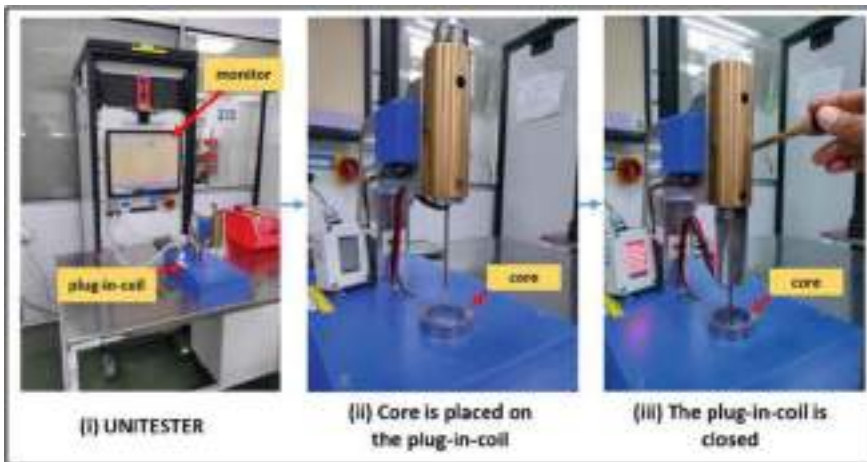 monitor
plug-in-coil
core
core
(i) UNITESTER
(ii) Core is placed on
the plug-in-coil
(iii) The plug-in-coil is
closed